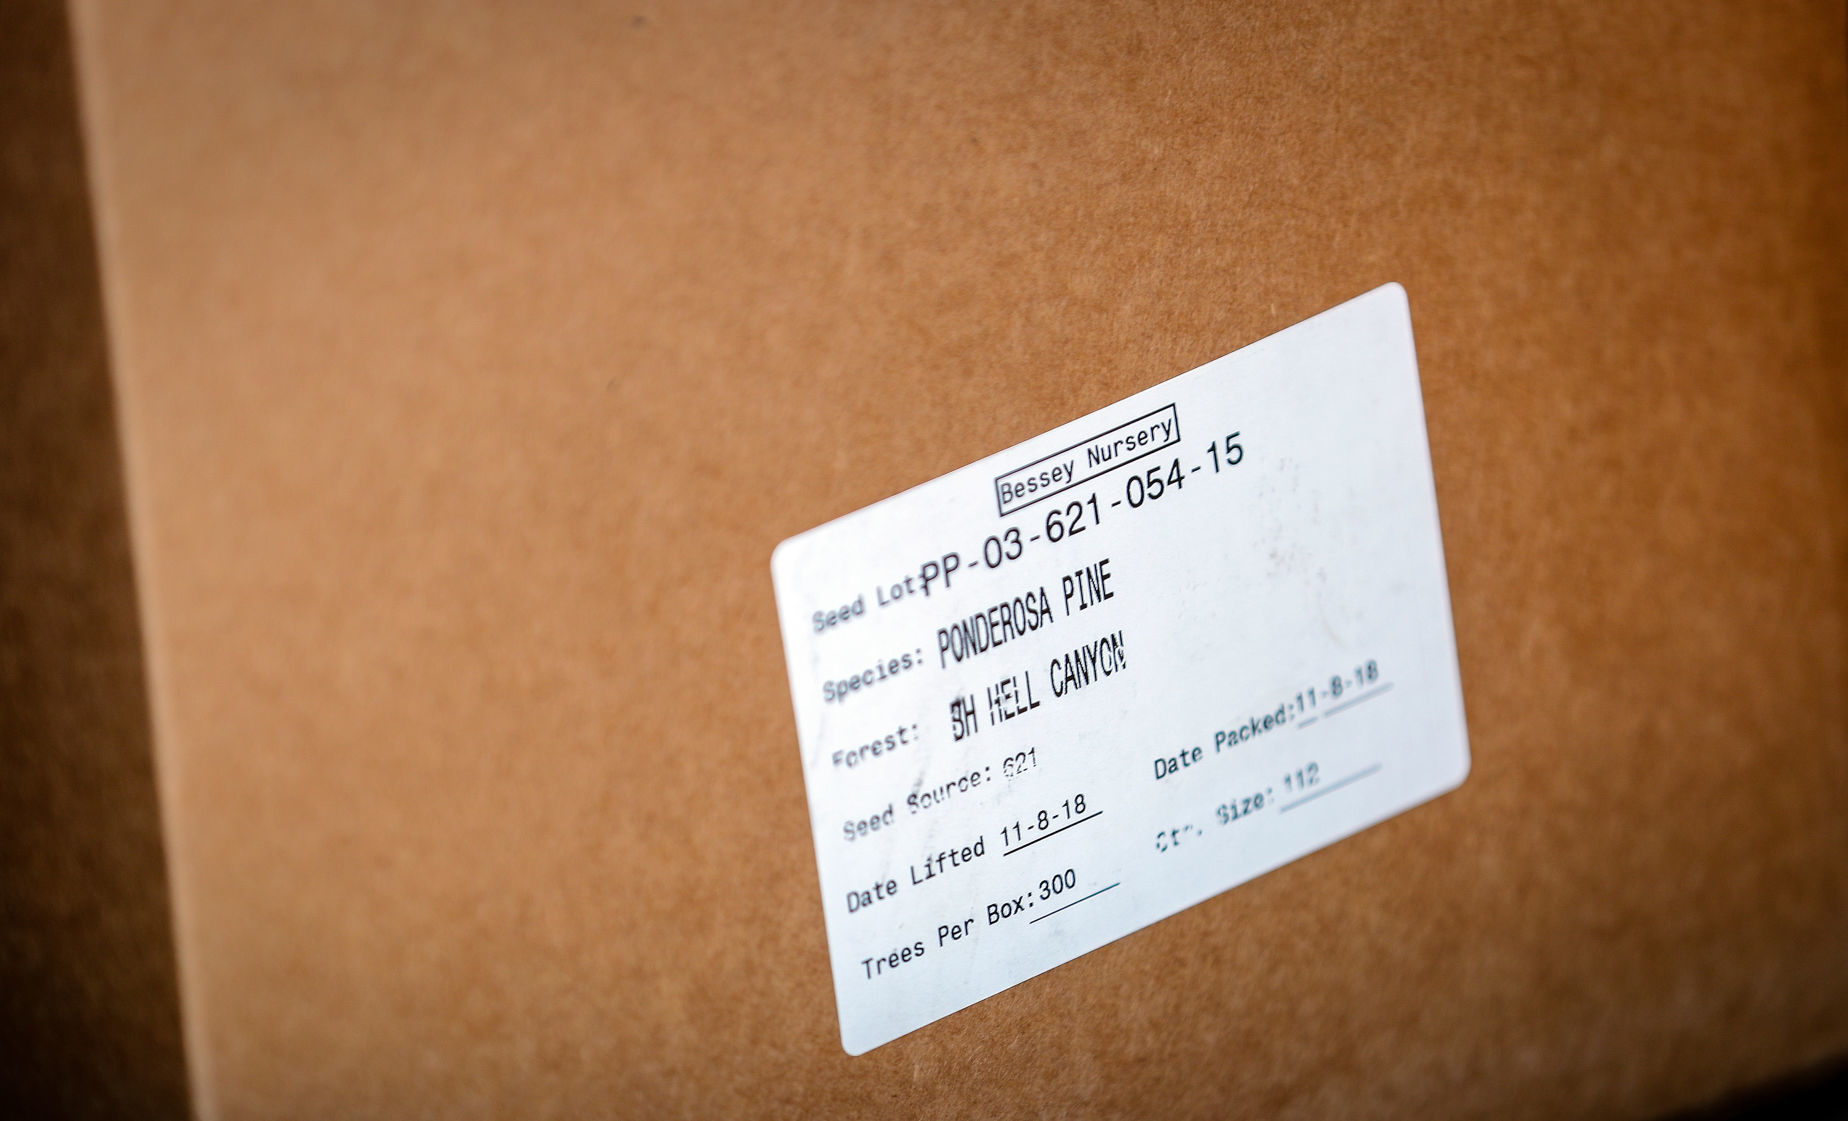 Bessey Nursery
Seed Lot:PP-03-621-054-15
Species: PONDEROSA PINE
Forest: BH HELL CANYON
Seed Source: 621
Date Lifted 11-8-18 Date Packed:11-8-18
Trees Per Box:300 Ctr. Size: 112